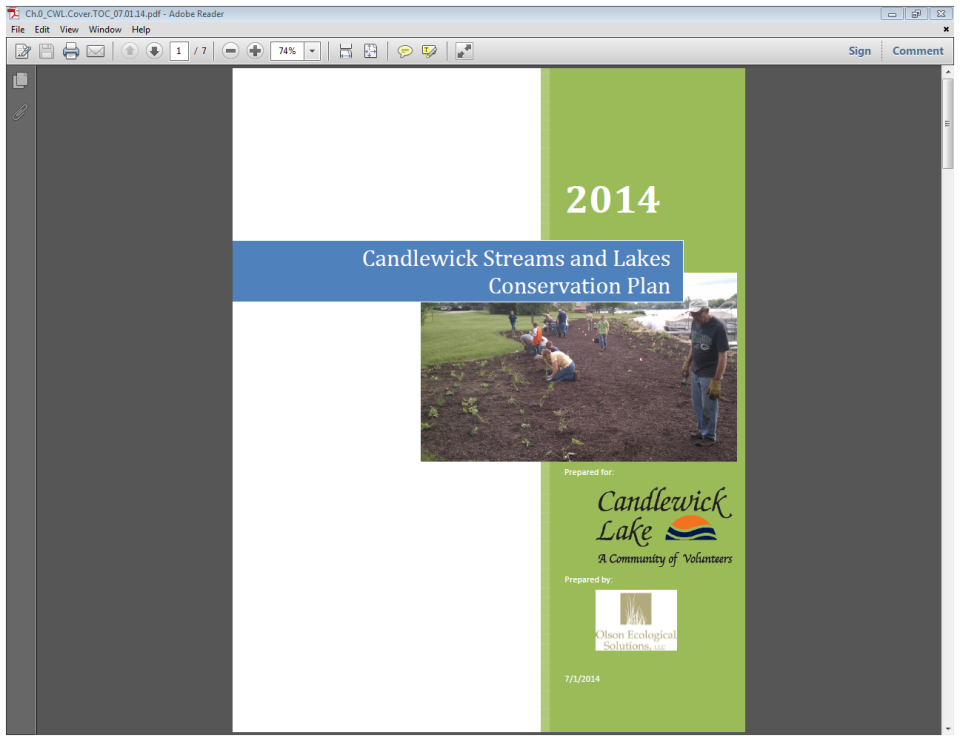 Ch.0_CWL.Cover.TOC_07.01.14.pdf - Adobe Reader
File Edit View Window Help
1 / 7 74% Sign Comment
2014
Candlewick Streams and Lakes
Conservation Plan
Prepared for:
Candlewick
Lake
A Community of Volunteers
Prepared by:
Olson Ecological
Solutions, LLC
7/1/2014